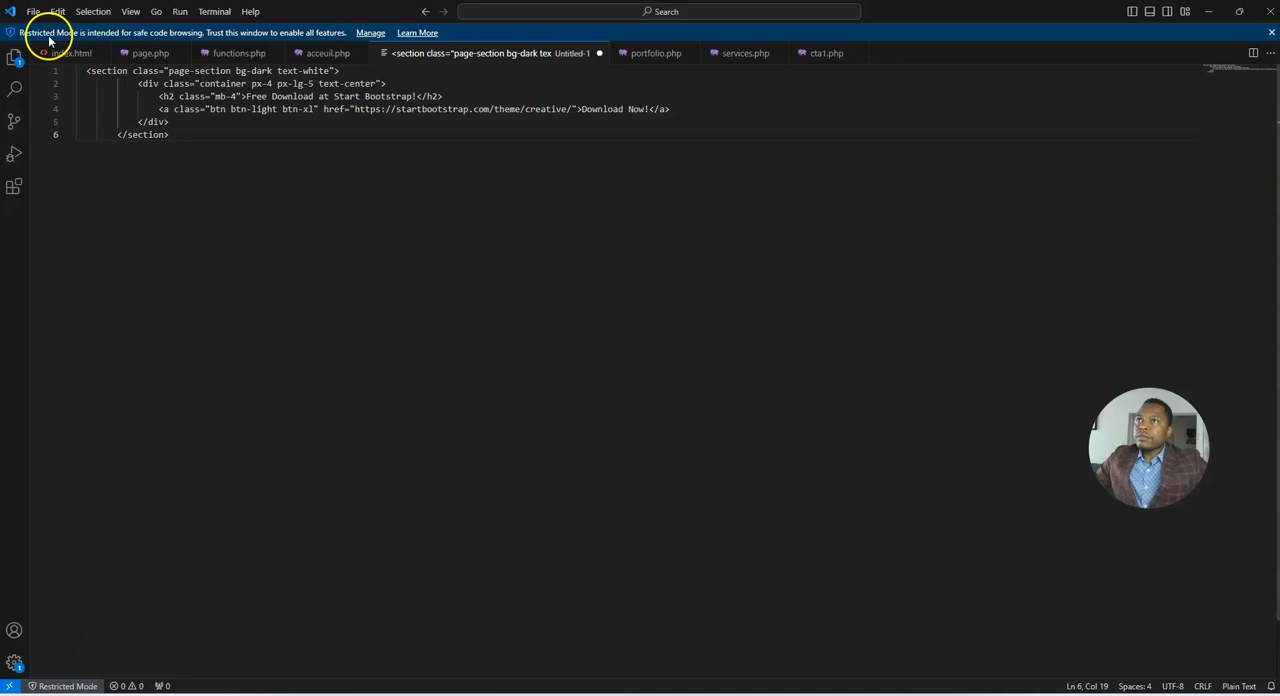 File Edit Selection View Go Run Terminal Help Search
Restricted Mode is intended for safe code browsing. Trust this window to enable all features. Manage Learn More
index.html page.php functions.php acceuil.php <section class="page-section bg-dark tex Untitled-1 portfolio.php services.php cta1.php
1 <section class="page-section bg-dark text-white">
2 <div class="container px-4 px-lg-5 text-center">
3 <h2 class="mb-4">Free Download at Start Bootstrap!</h2>
4 <a class="btn btn-light btn-xl" href="https://startbootstrap.com/theme/creative/">Download Now!</a>
5 </div>
6 </section>
1
1
Restricted Mode 0 0 0 Ln 6, Col 19 Spaces: 4 UTF-8 CRLF Plain Text